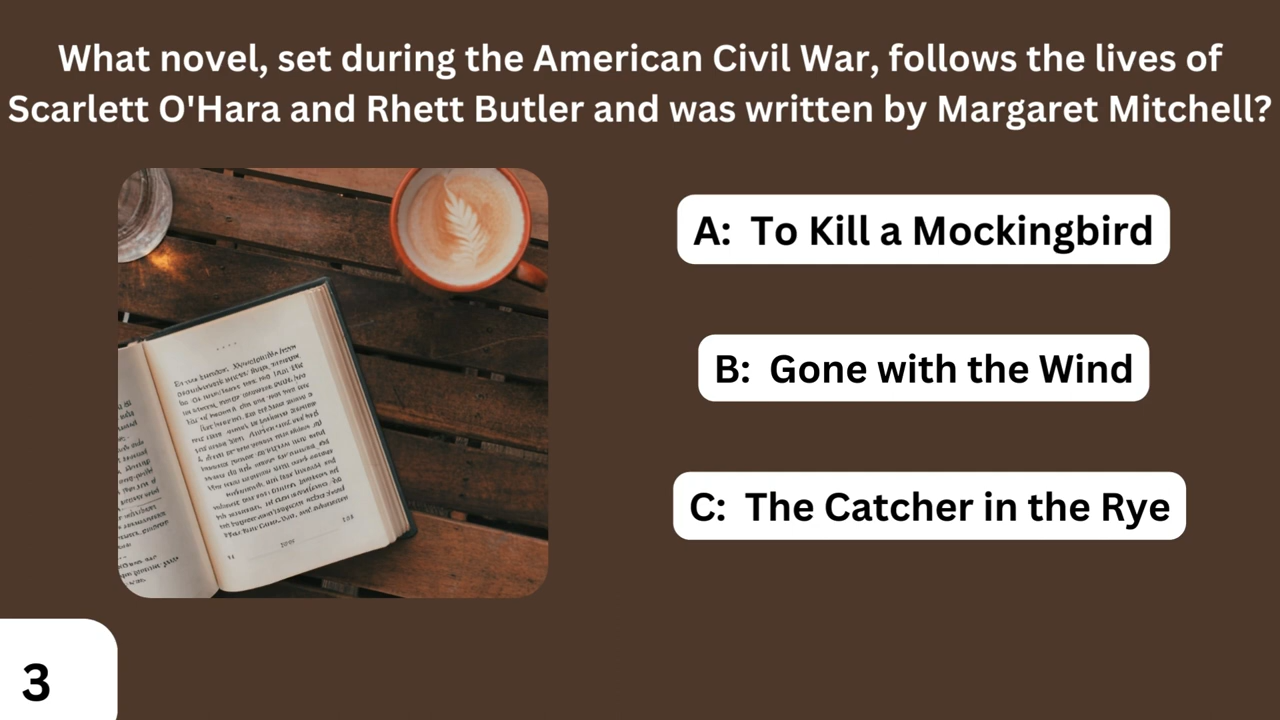 What novel, set during the American Civil War, follows the lives of
Scarlett O'Hara and Rhett Butler and was written by Margaret Mitchell?
A: To Kill a Mockingbird
B: Gone with the Wind
C: The Catcher in the Rye
3